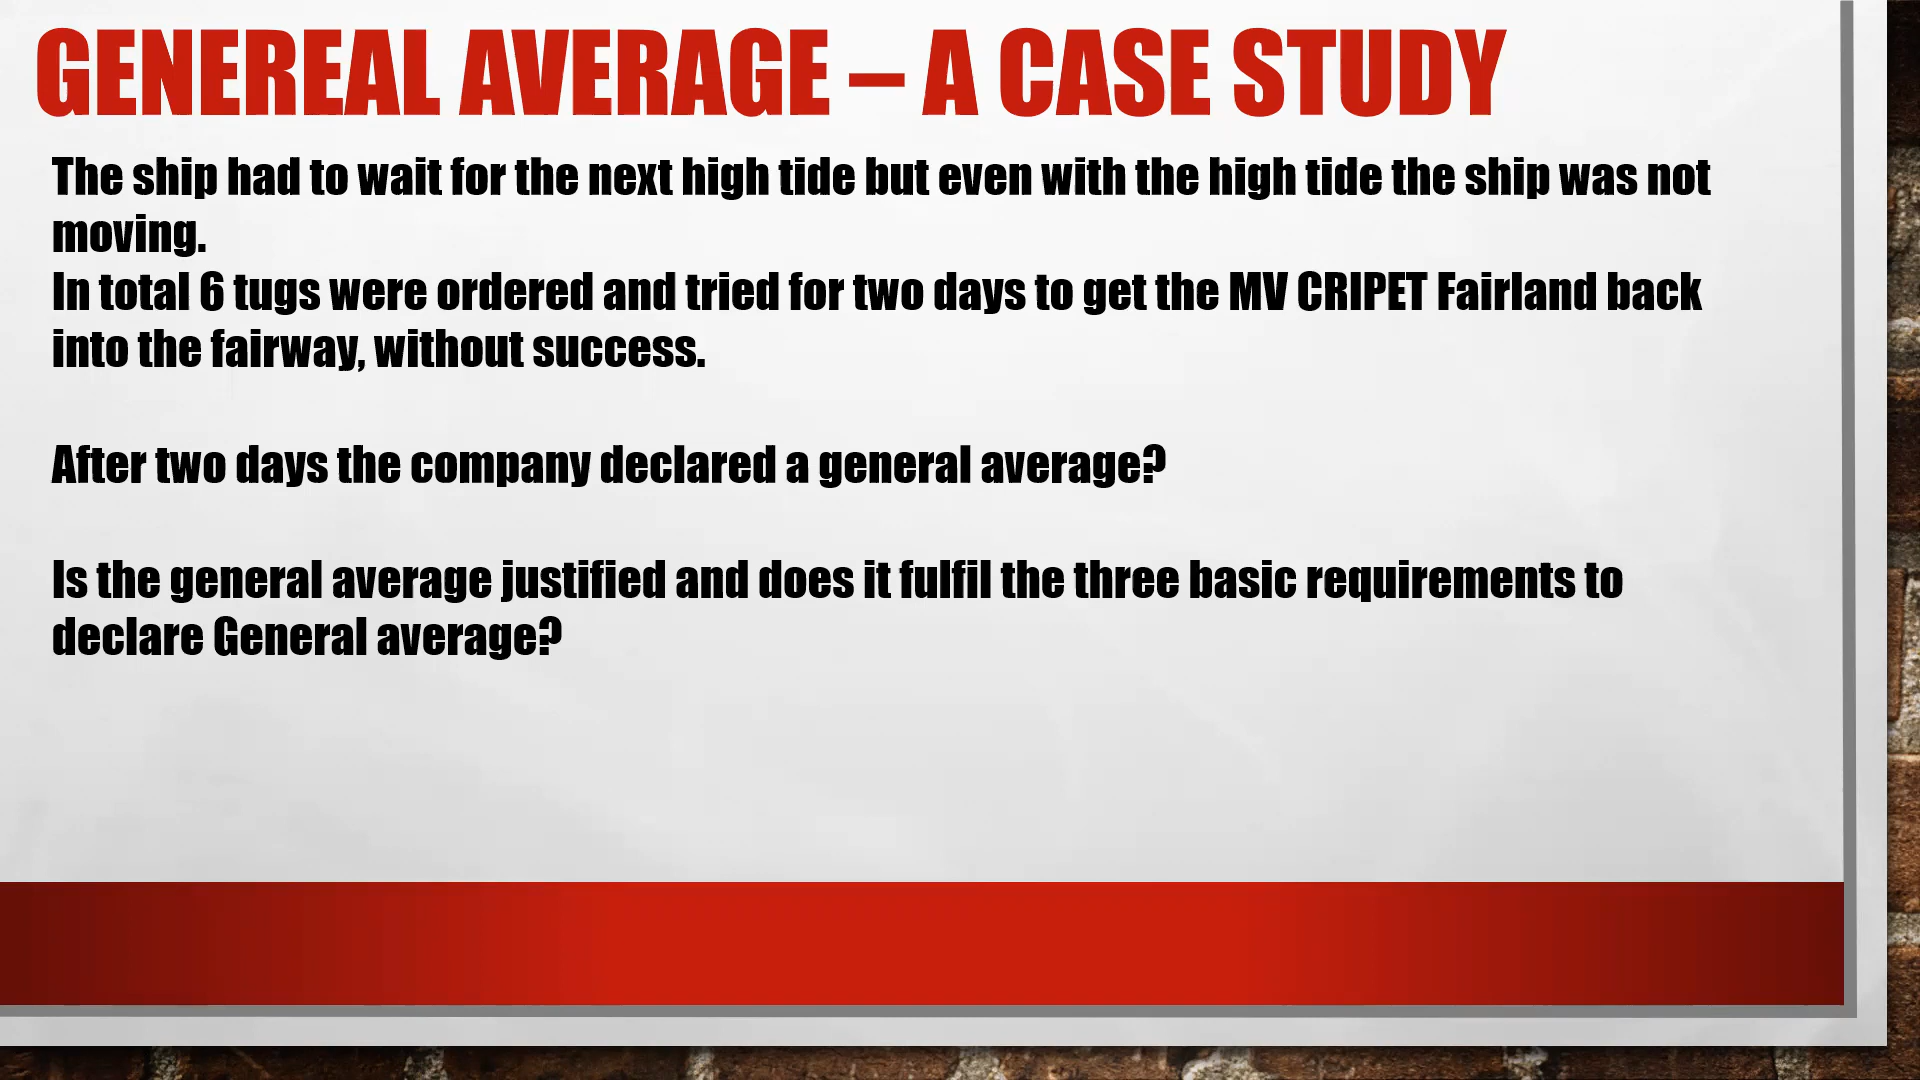 GENEREAL AVERAGE – A CASE STUDY
The ship had to wait for the next high tide but even with the high tide the ship was not
moving.
In total 6 tugs were ordered and tried for two days to get the MV CRIPET Fairland back
into the fairway, without success.
After two days the company declared a general average?
Is the general average justified and does it fulfil the three basic requirements to
declare General average?